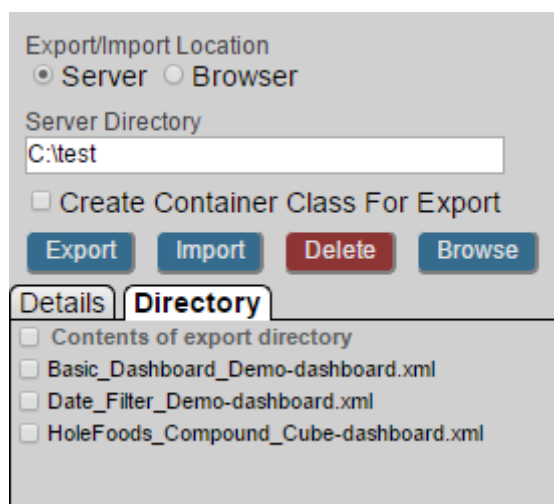 Export/Import Location
Server Browser
Server Directory
C:\test
Create Container Class For Export
Export Import Delete Browse
Details Directory
Contents of export directory
Basic_Dashboard_Demo-dashboard.xml
Date_Filter_Demo-dashboard.xml
HoleFoods_Compound_Cube-dashboard.xml